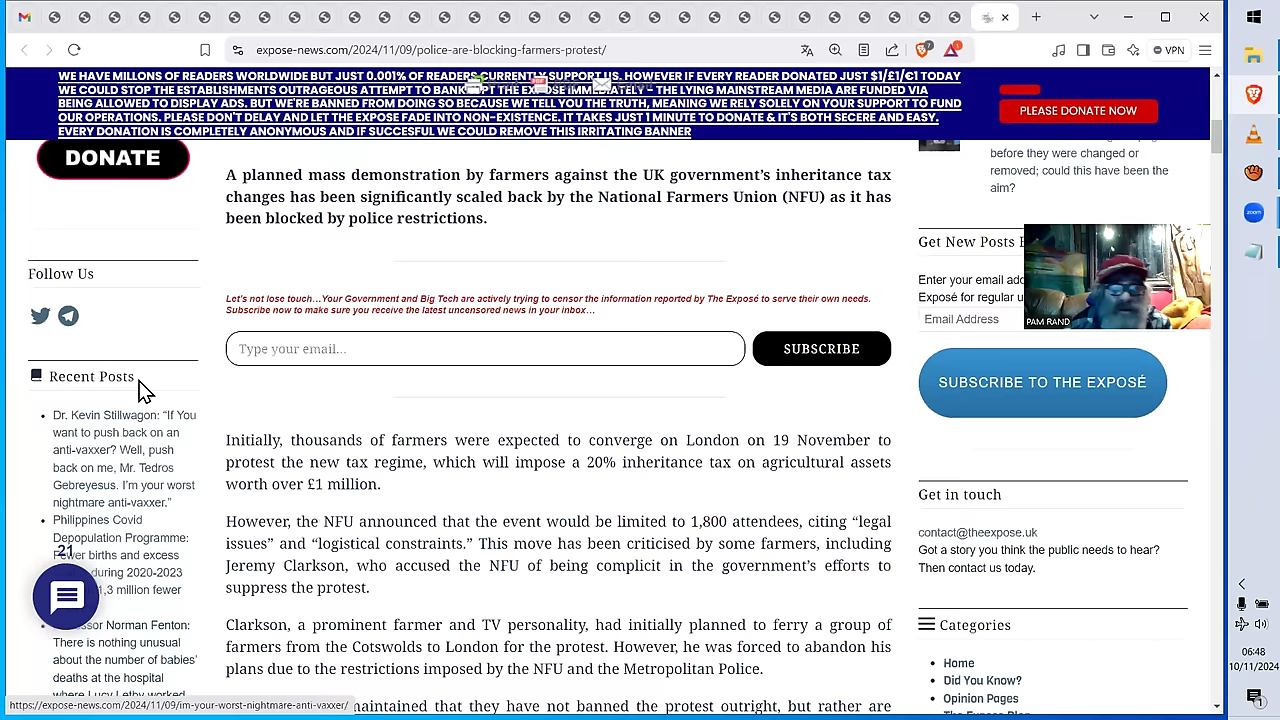 expose-news.com/2024/11/09/police-are-blocking-farmers-protest/
7
1
VPN
WE HAVE MILLONS OF READERS WORLDWIDE BUT JUST 0.001% OF READERS CURRENTLY SUPPORT US. HOWEVER IF EVERY READER DONATED JUST $1/£1/€1 TODAY
WE COULD STOP THE ESTABLISHMENTS OUTRAGEOUS ATTEMPT TO BANKRUPT THE EXPOSE IMMEDIATELY - THE LYING MAINSTREAM MEDIA ARE FUNDED VIA
BEING ALLOWED TO DISPLAY ADS. BUT WE'RE BANNED FROM DOING SO BECAUSE WE TELL YOU THE TRUTH, MEANING WE RELY SOLELY ON YOUR SUPPORT TO FUND
OUR OPERATIONS. PLEASE DON'T DELAY AND LET THE EXPOSE FADE INTO NON-EXISTENCE. IT TAKES JUST 1 MINUTE TO DONATE & IT'S BOTH SECERE AND EASY.
EVERY DONATION IS COMPLETELY ANONYMOUS AND IF SUCCESFUL WE COULD REMOVE THIS IRRITATING BANNER
PLEASE DONATE NOW
DONATE
Follow Us
Recent Posts
Dr. Kevin Stillwagon: “If You
want to push back on an
anti-vaxxer? Well, push
back on me, Mr. Tedros
Gebreyesus. I’m your worst
nightmare anti-vaxxer.”
Philippines Covid
Depopulation Programme:
Fewer births and excess
during 2020-2023
1,3 million fewer
21
Norman Fenton:
There is nothing unusual
about the number of babies’
deaths at the hospital
where Lucy Letby worked
A planned mass demonstration by farmers against the UK government’s inheritance tax
changes has been significantly scaled back by the National Farmers Union (NFU) as it has
been blocked by police restrictions.
Let’s not lose touch…Your Government and Big Tech are actively trying to censor the information reported by The Exposé to serve their own needs.
Subscribe now to make sure you receive the latest uncensored news in your inbox…
Type your email…
SUBSCRIBE
Initially, thousands of farmers were expected to converge on London on 19 November to
protest the new tax regime, which will impose a 20% inheritance tax on agricultural assets
worth over £1 million.
However, the NFU announced that the event would be limited to 1,800 attendees, citing “legal
issues” and “logistical constraints.” This move has been criticised by some farmers, including
Jeremy Clarkson, who accused the NFU of being complicit in the government’s efforts to
suppress the protest.
Clarkson, a prominent farmer and TV personality, had initially planned to ferry a group of
farmers from the Cotswolds to London for the protest. However, he was forced to abandon his
plans due to the restrictions imposed by the NFU and the Metropolitan Police.
maintained that they have not banned the protest outright, but rather are
https://expose-news.com/2024/11/09/im-your-worst-nightmare-anti-vaxxer/
before they were changed or
removed; could this have been the
aim?
Get New Posts
Enter your email
Exposé for regular
Email Address
PAM RAND
SUBSCRIBE TO THE EXPOSÉ
Get in touch
contact@theexpose.uk
Got a story you think the public needs to hear?
Then contact us today.
Categories
Home
Did You Know?
Opinion Pages
The Expose Blog
zoom
06:48
10/11/2024
1